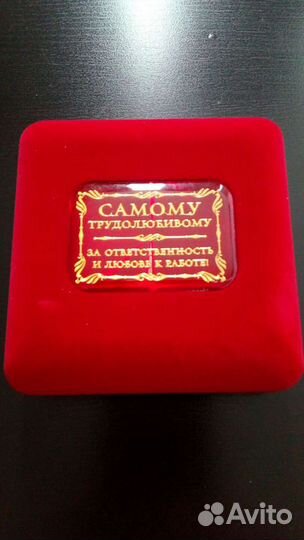 САМОМУ
ТРУДОЛЮБИВОМУ
ЗА ОТВЕТСТВЕННОСТЬ
И ЛЮБОВЬ К РАБОТЕ!
Avito